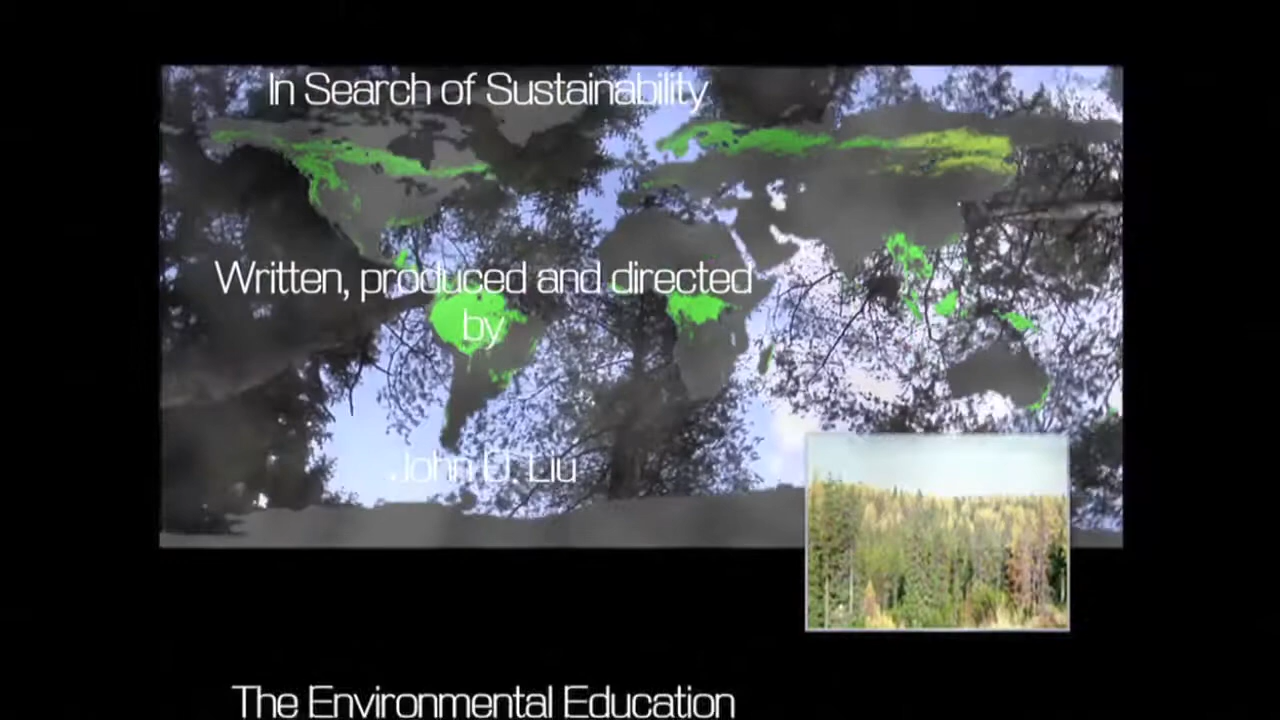 In Search of Sustainability
Written, produced and directed
by
John D. Liu
The Environmental Education